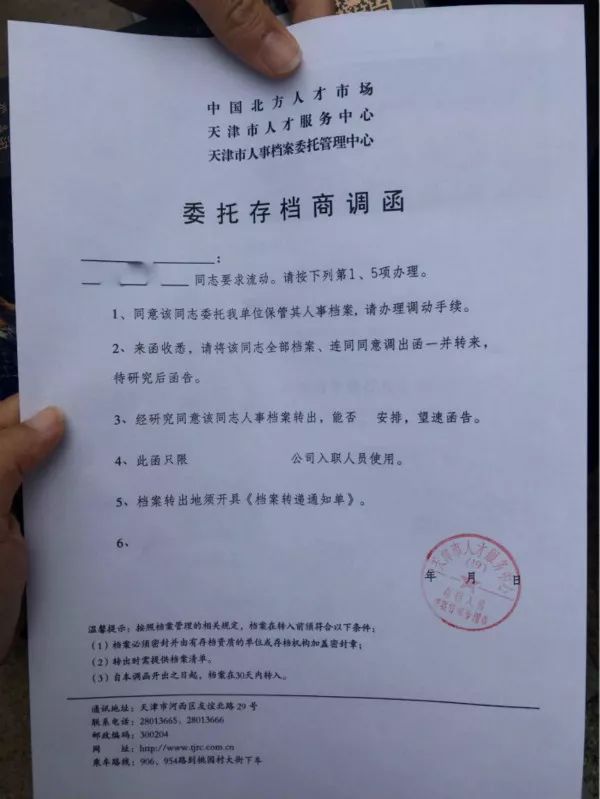 中国北方人才市场
天津市人才服务中心
天津市人事档案委托管理中心
委托存档商调函
：
同志要求流动。请按下列第1、5项办理。
1、同意该同志委托我单位保管其人事档案，请办理调动手续。
2、来函收悉，请将该同志全部档案、连同同意调出函一并转来，
待研究后函告。
3、经研究同意该同志人事档案转出，能否 安排，望速函告。
4、此函只限 公司入职人员使用。
5、档案转出地须开具《档案转递通知单》。
6、
天津市人才服务中心
年 月 日
温馨提示：按照档案管理的相关规定，档案在转入前须符合以下条件：
（1）档案必须密封并由有存档资质的单位或存档机构加盖密封章；
（2）转出时需提供档案清单。
（3）自本调函开出之日起，档案在30天内转入。
通讯地址：天津市河西区友谊北路29号
联系电话：28013665、28013666
邮政编码：300204
网 址：http://www.tjrc.com.cn
乘车路线：906、954路到桃园村大街下车